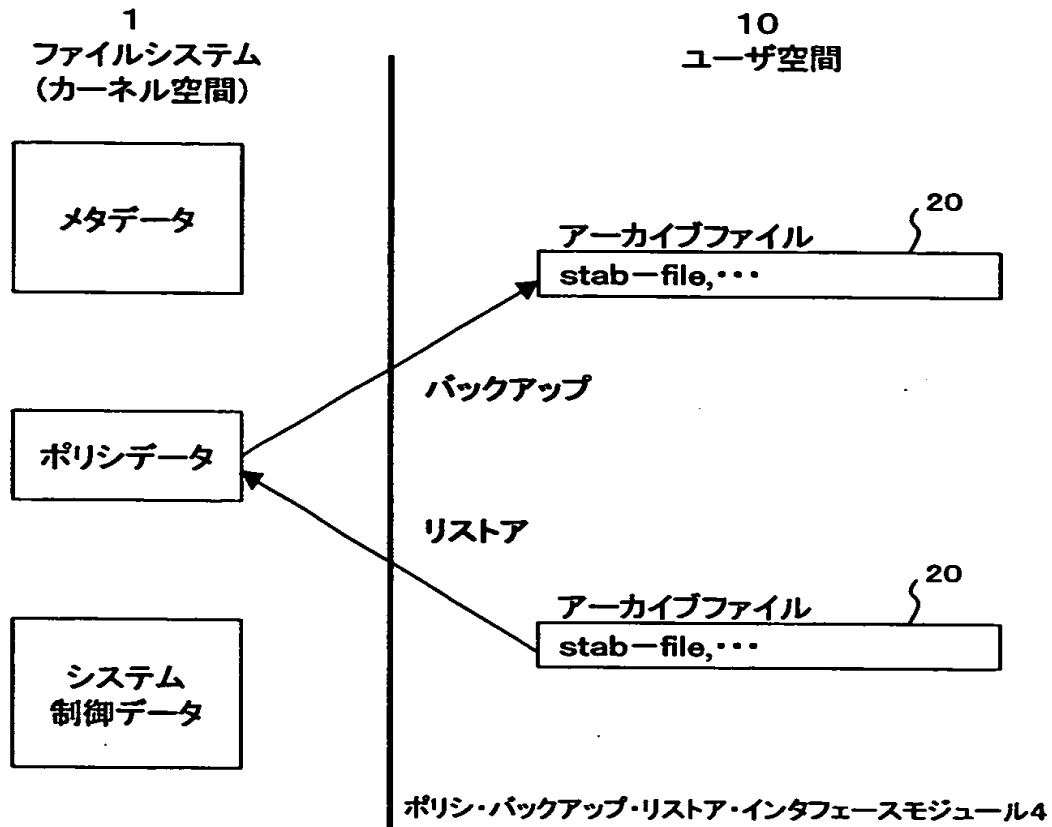 1
ファイルシステム
(カーネル空間)
10
ユーザ空間
メタデータ
20
アーカイブファイル
stab－file,・・・
バックアップ
ポリシデータ
リストア
20
アーカイブファイル
stab－file,・・・
システム
制御データ
ポリシ・バックアップ・リストア・インタフェースモジュール4